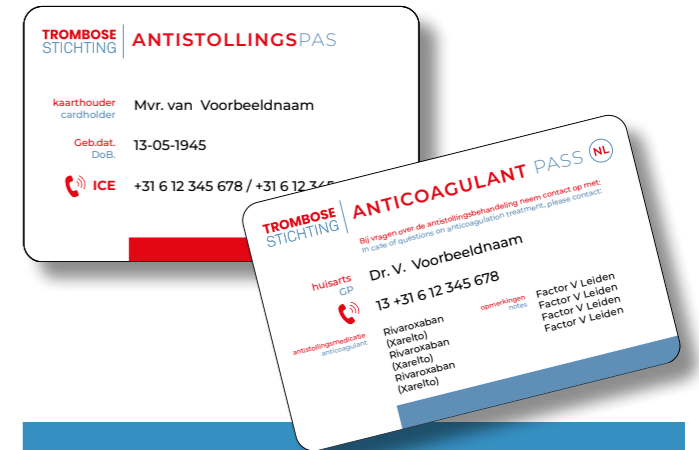 TROMBOSE
STICHTING
ANTISTOLLINGSPAS
kaarthouder
cardholder
Mvr. van Voorbeeldnaam
Geb.dat.
DoB.
13-05-1945
ICE
+31 6 12 345 678 / +31 6 12 345
TROMBOSE
STICHTING
ANTICOAGULANT PASS
NL
Bij vragen over de antistollingsbehandeling neem contact op met:
In case of questions on anticoagulation treatment, please contact:
huisarts
GP
Dr. V. Voorbeeldnaam
13 +31 6 12 345 678
antistollingsmedicatie
anticoagulant
Rivaroxaban
(Xarelto)
Rivaroxaban
(Xarelto)
Rivaroxaban
(Xarelto)
opmerkingen
notes
Factor V Leiden
Factor V Leiden
Factor V Leiden
Factor V Leiden